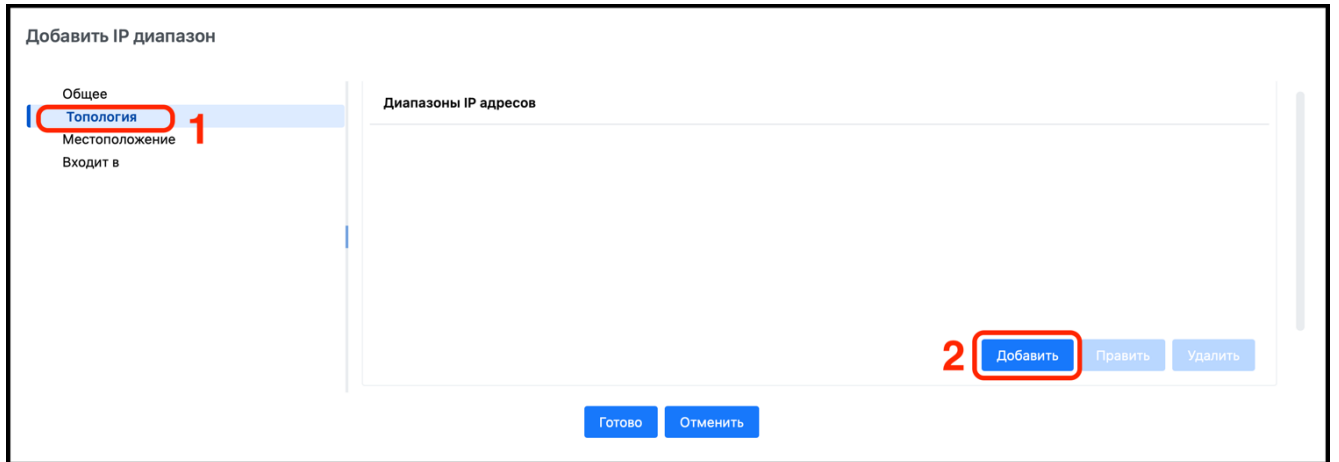 Добавить IP диапазон
Общее
Топология
1
Местоположение
Входит в
Диапазоны IP адресов
2
Добавить
Править
Удалить
Готово
Отменить